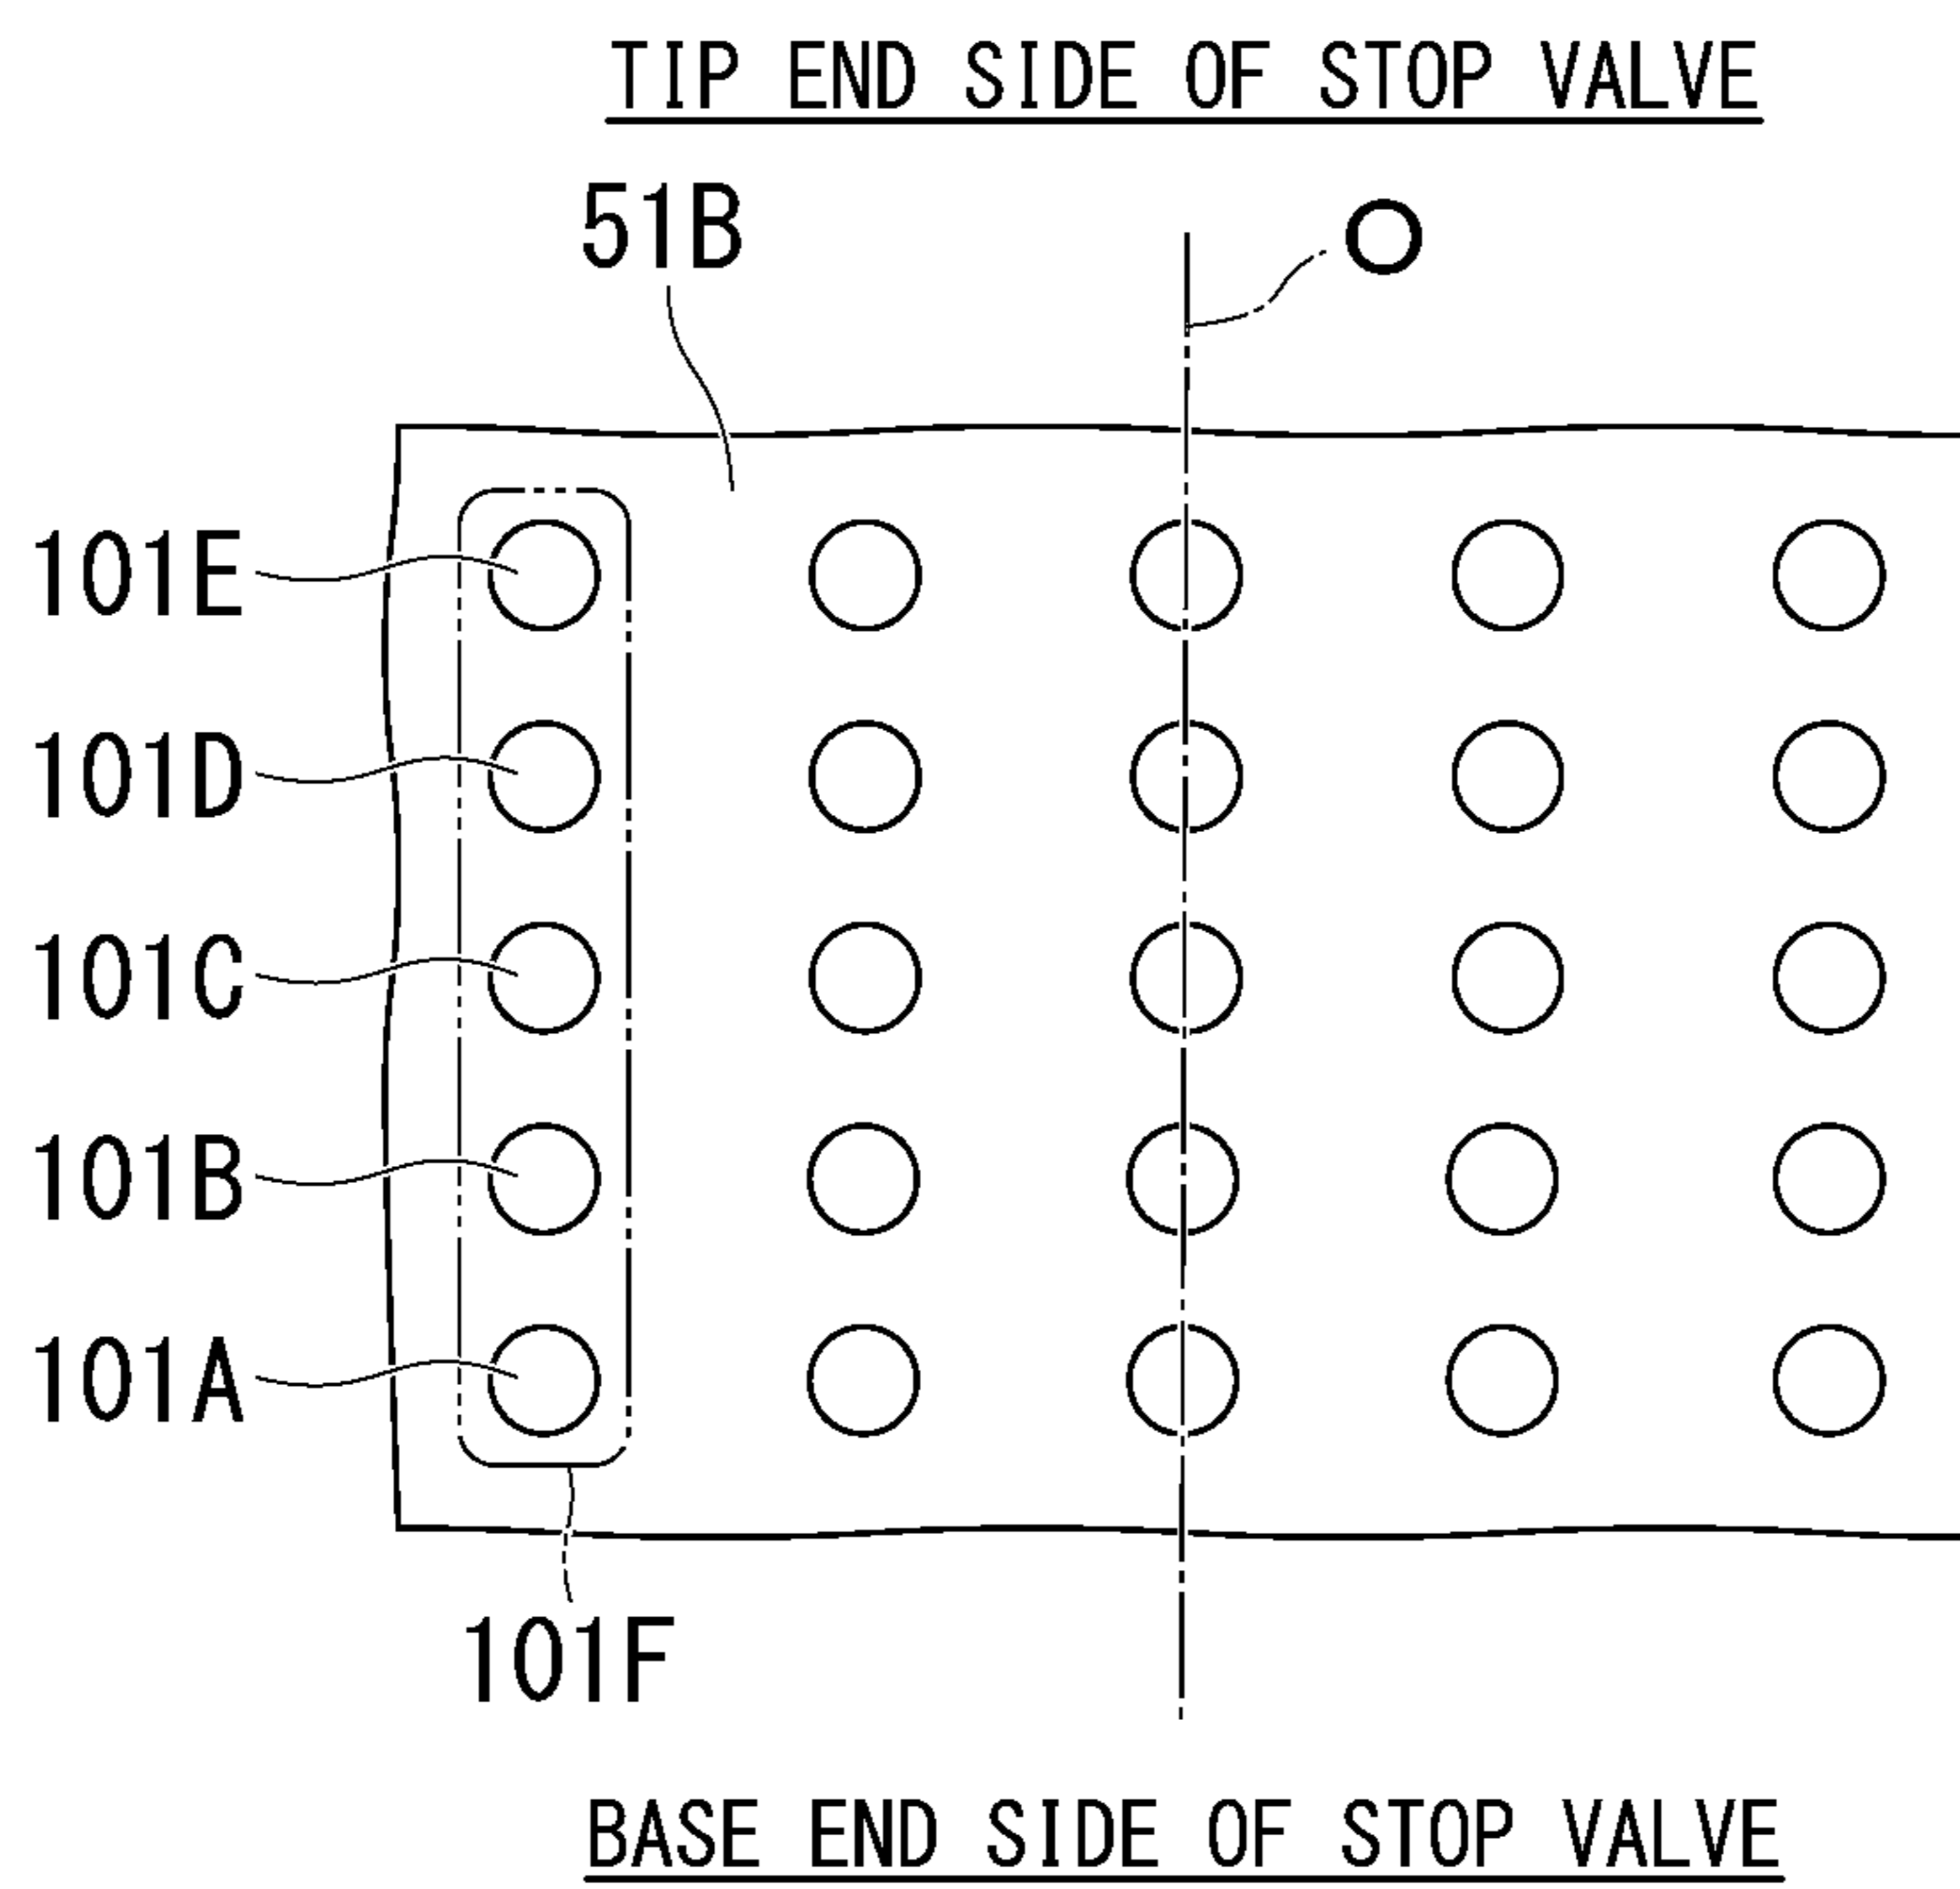 TIP END SIDE OF STOP VALVE
51B
O
101E
101D
101C
101B
101A
101F
BASE END SIDE OF STOP VALVE